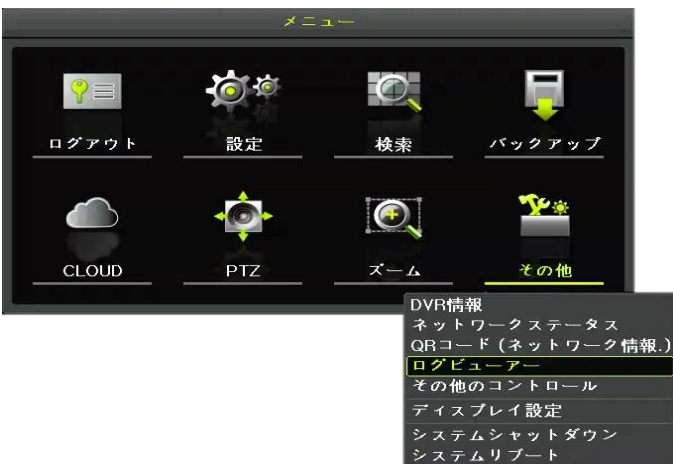 メニュー
ログアウト 設定 検索 バックアップ
CLOUD PTZ ズーム その他
DVR情報
ネットワークステータス
QRコード (ネットワーク情報.)
ログビューアー
その他のコントロール
ディスプレイ設定
システムシャットダウン
システムリブート